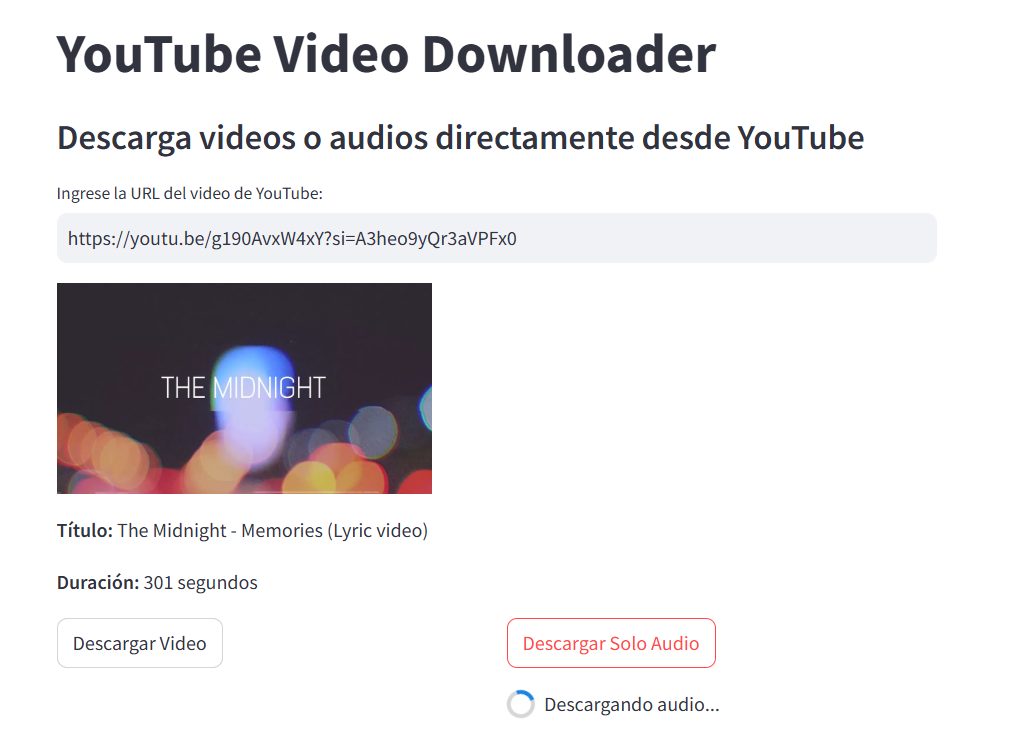 YouTube Video Downloader
Descarga videos o audios directamente desde YouTube
Ingrese la URL del video de YouTube:
https://youtu.be/g190AvxW4xY?si=A3heo9yQr3aVPFx0
THE MIDNIGHT
Título: The Midnight - Memories (Lyric video)
Duración: 301 segundos
Descargar Video
Descargar Solo Audio
Descargando audio...